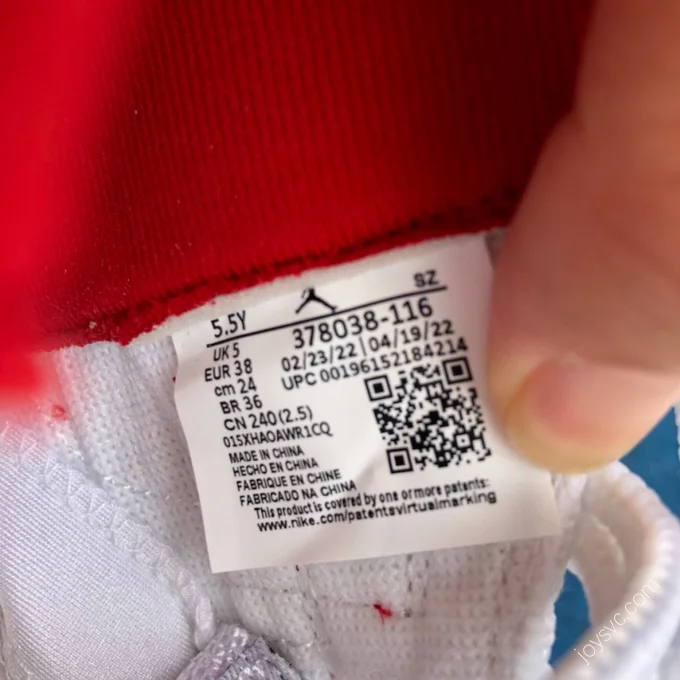 5.5Y SZ
UK 5 378038-116
EUR 38 02/23/22 | 04/19/22
cm 24 UPC 00196152184214
BR 36
CN 240(2.5)
015XHAOAWR1CQ
MADE IN CHINA
HECHO EN CHINA
FABRIQUE EN CHINE
FABRICADO NA CHINA
This product is covered by one or more patents:
www.nike.com/patentsvirtualmarking
joysvc.com